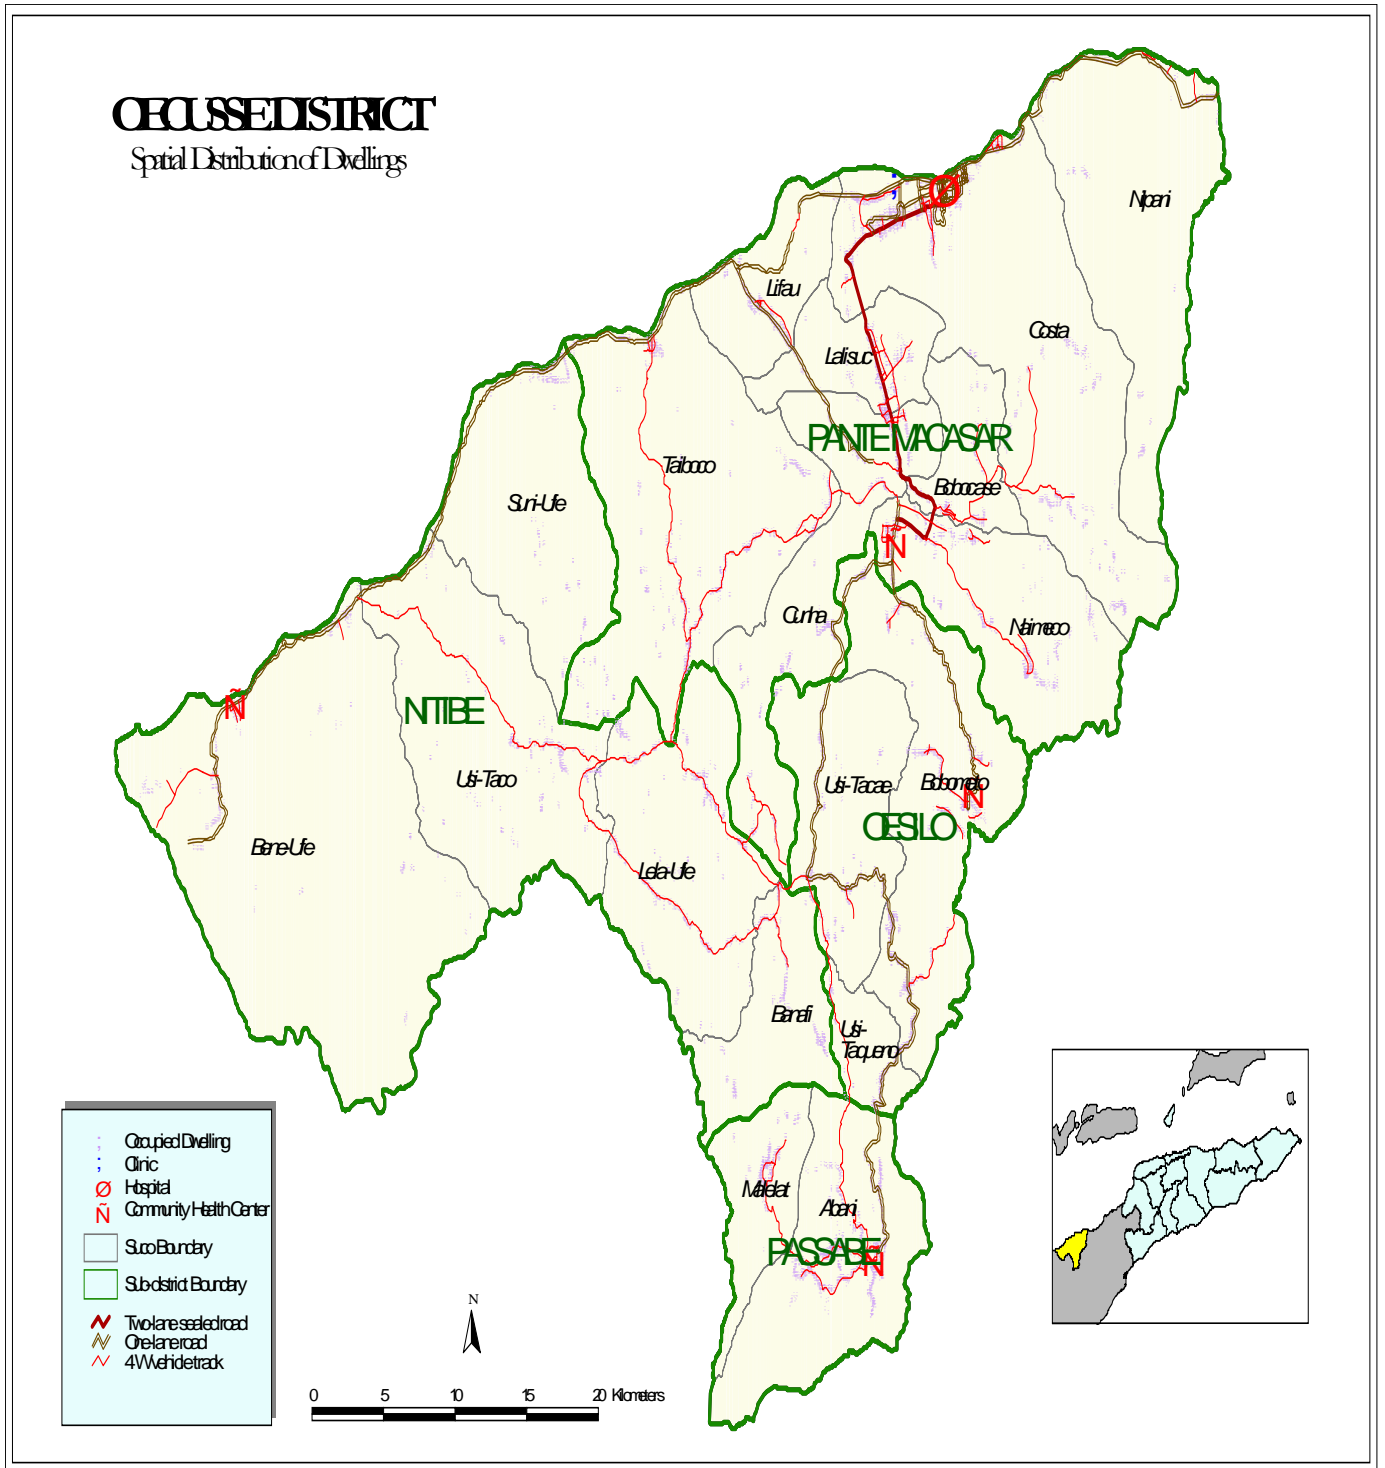 OECUSSE DISTRICT
Spatial Distribution of Dwellings
Nipani
Lifau
Costa
Lalisuc
PANTE MACASAR
Taiboco
Bobocase
Suni-Ufe
Cunha
Naimeco
Ñ
Ñ
NITIBE
Usi-Taco
Usi-Tacae
Bobometo
Ñ
OESILO
Bene-Ufe
Lela-Ufe
Banafi
Usi-
Taqueno
Malelat
Abani
PASSABE
Ñ
; Occupied Dwelling
; Clinic
Ø Hospital
Ñ Community Health Center
Suco Boundary
Sub-district Boundary
Two-lane sealed road
One-lane road
4W vehicle track
N
0 5 10 15 20 Kilometers